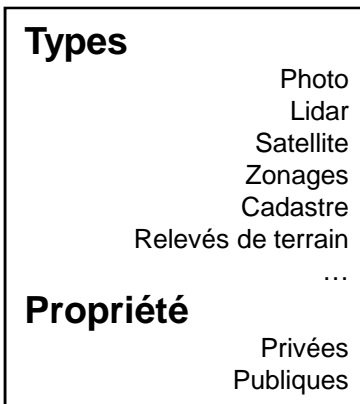 Types
Photo
Lidar
Satellite
Zonages
Cadastre
Relevés de terrain
…
Propriété
Privées
Publiques